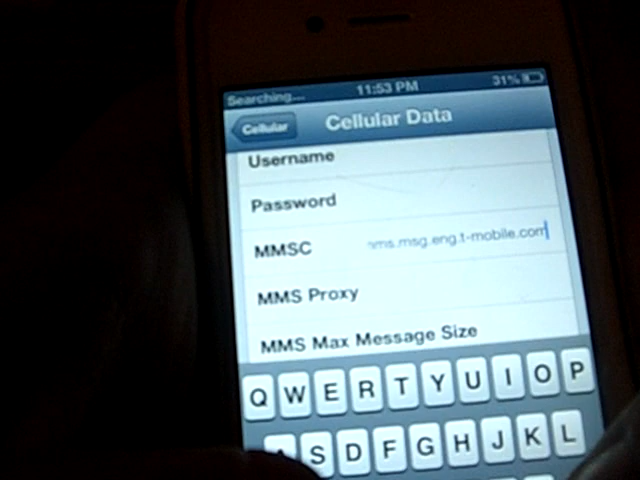 Searching... 11:53 PM 31%
Cellular Cellular Data
Username
Password
MMSC mms.msg.eng.t-mobile.com
MMS Proxy
MMS Max Message Size
Q W E R T Y U I O P
A S D F G H J K L